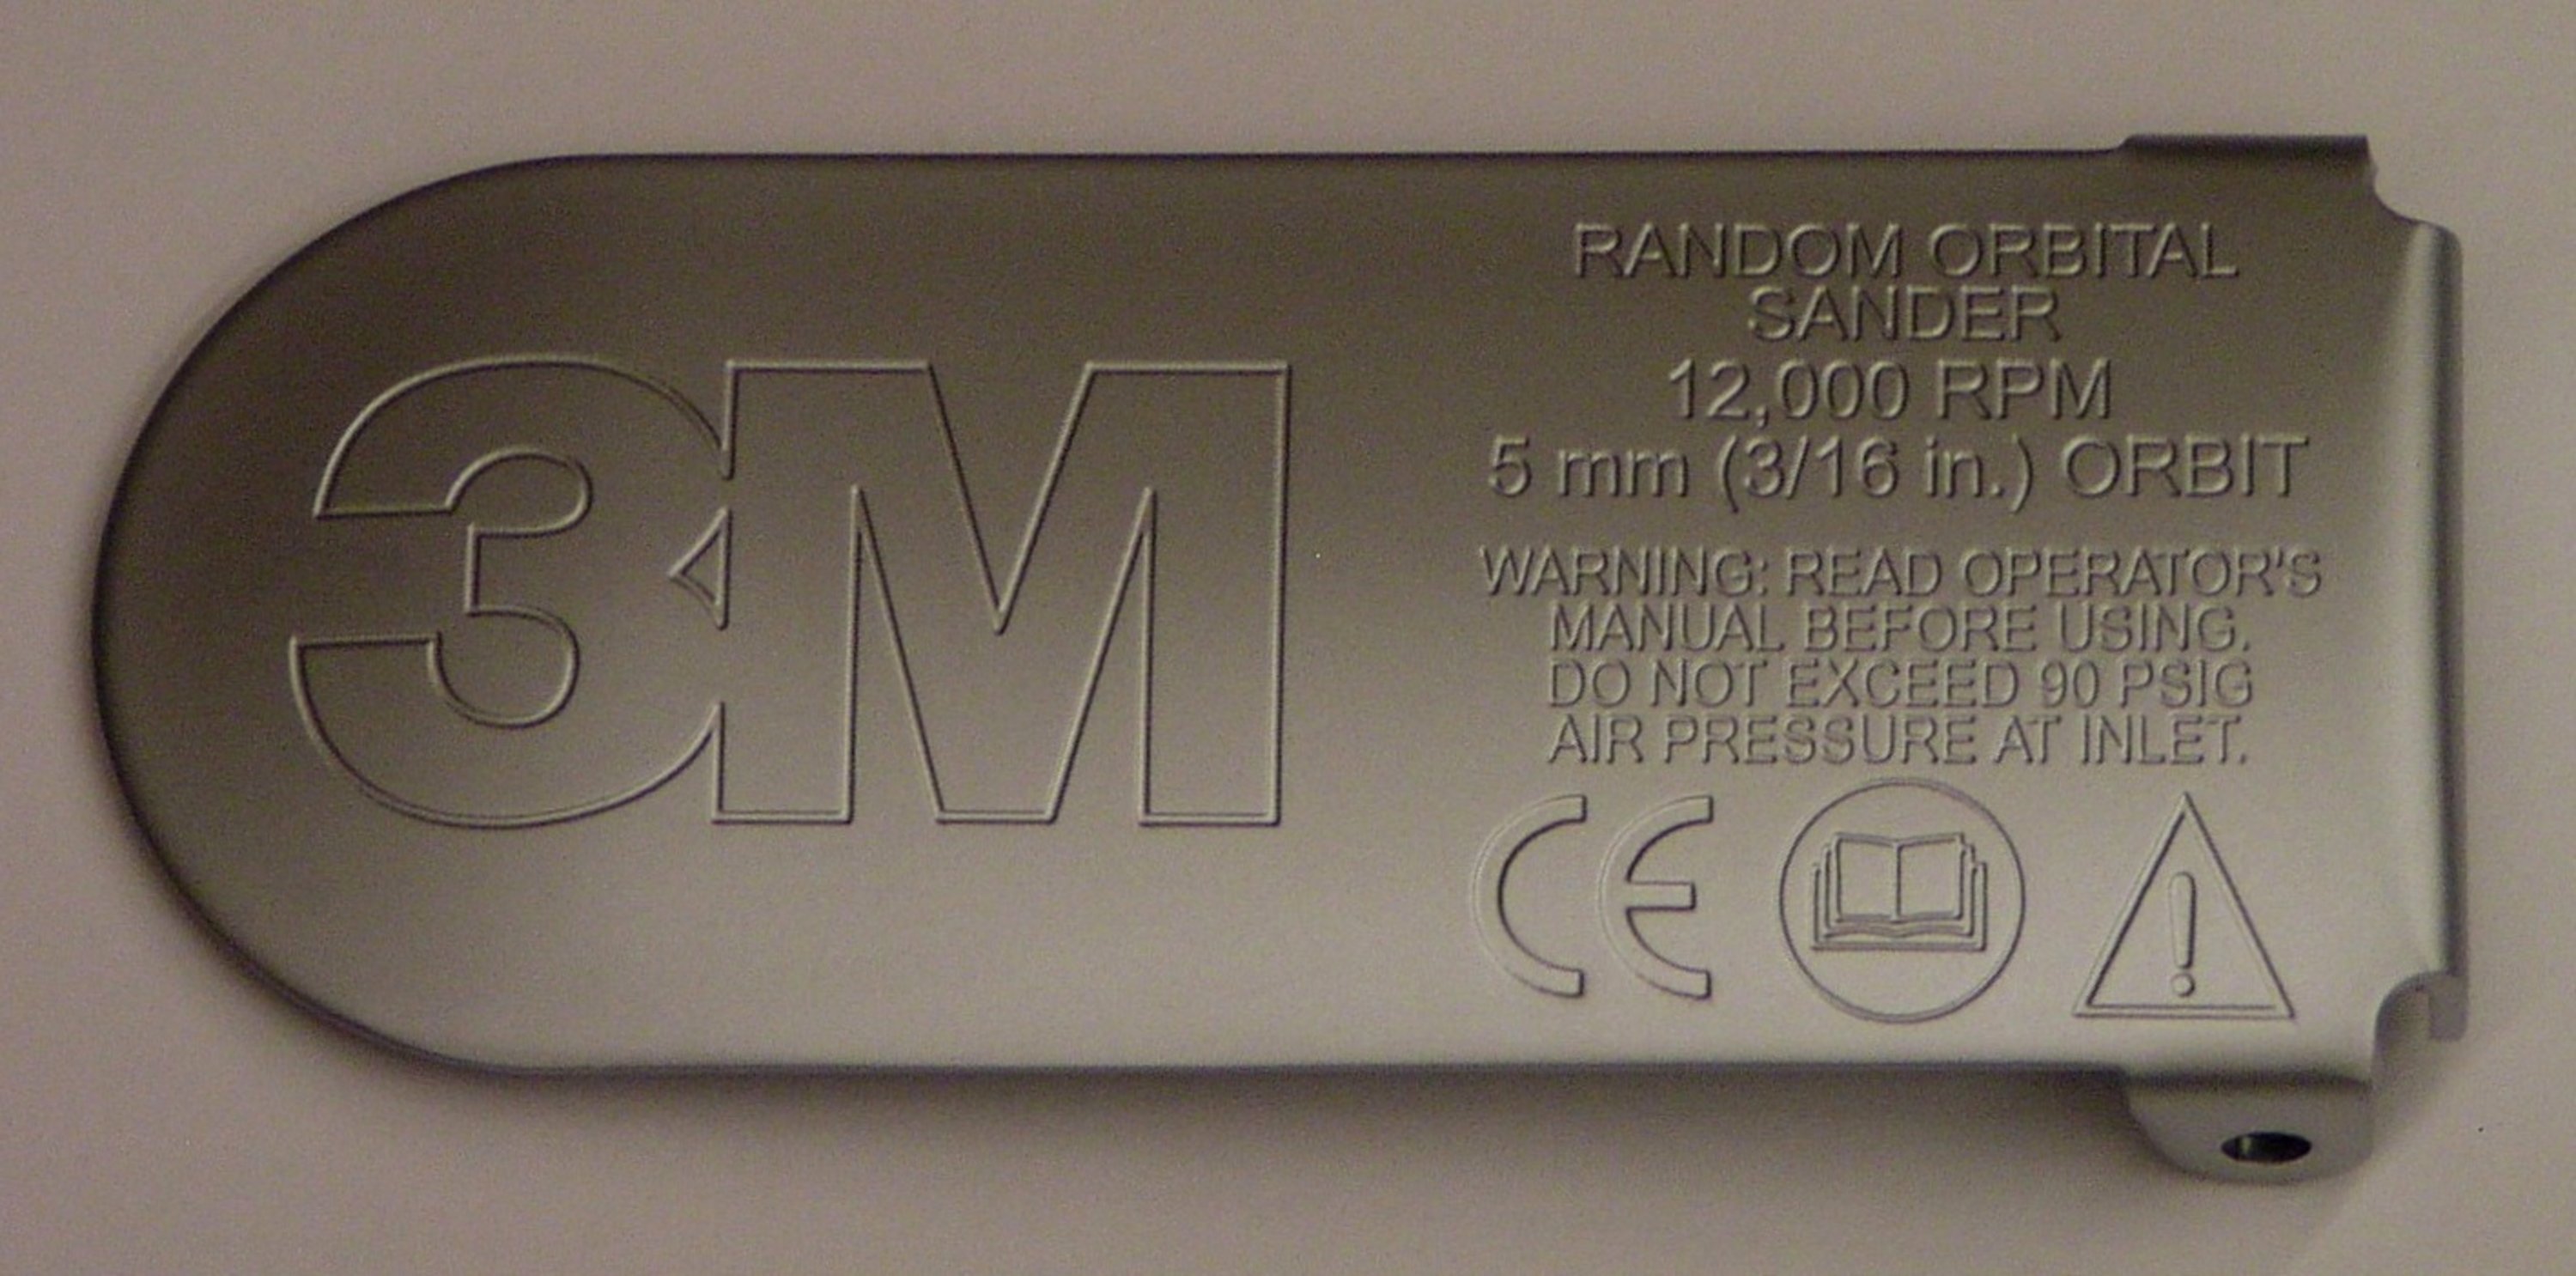 3M
RANDOM ORBITAL
SANDER
12,000 RPM
5 mm (3/16 in.) ORBIT
WARNING: READ OPERATOR'S
MANUAL BEFORE USING.
DO NOT EXCEED 90 PSIG
AIR PRESSURE AT INLET.
CE